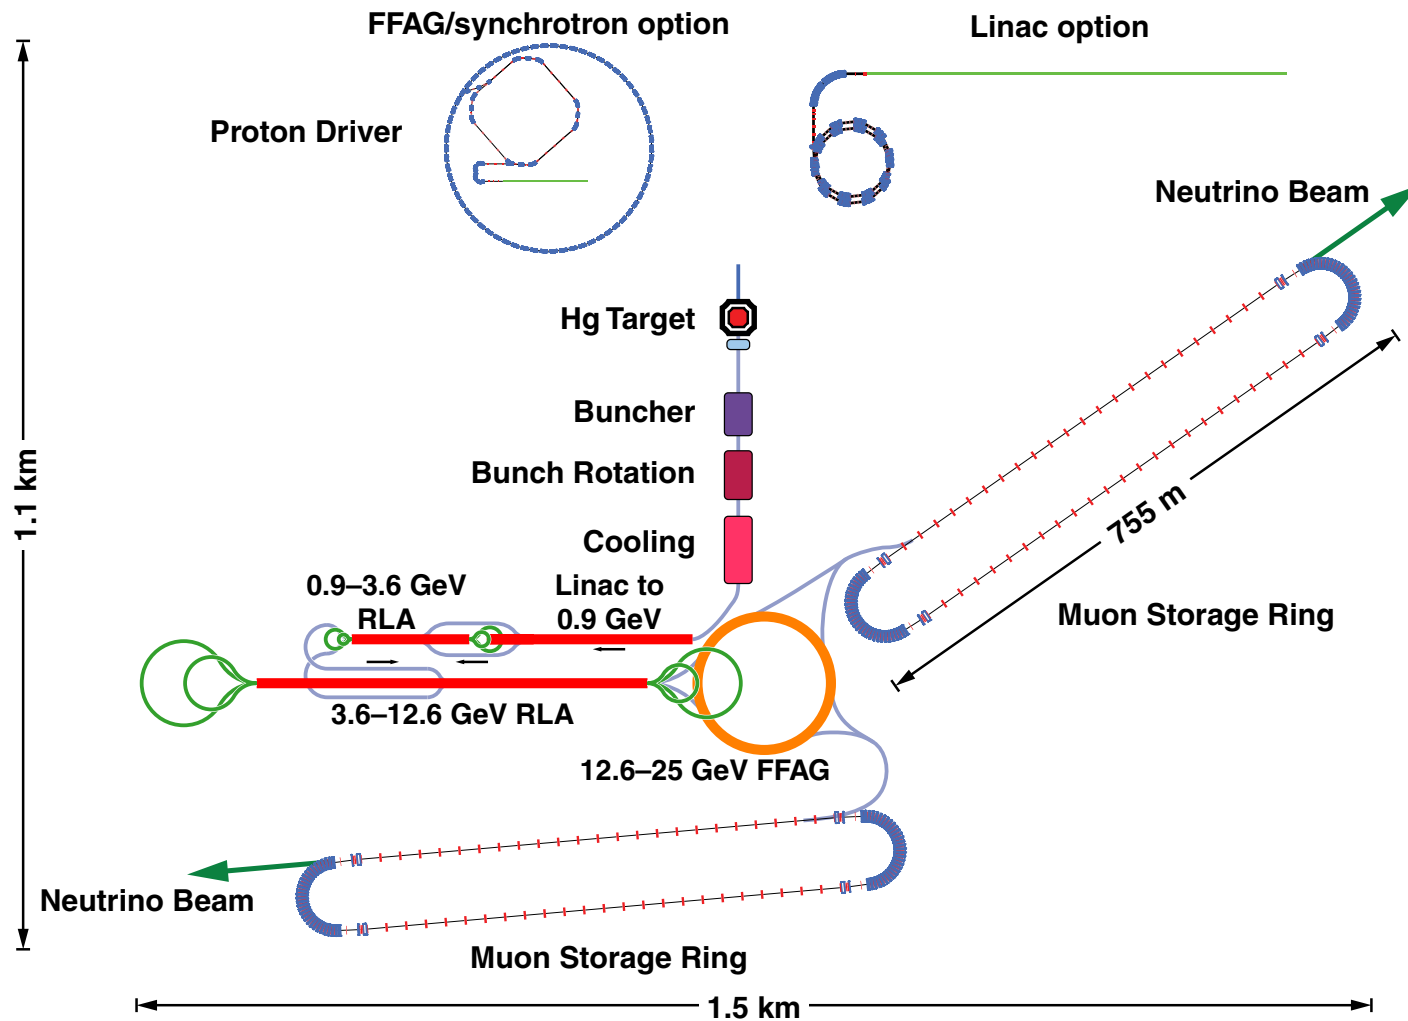 FFAG/synchrotron option
Linac option
Proton Driver
Neutrino Beam
Hg Target
Buncher
Bunch Rotation
Cooling
1.1 km
755 m
0.9–3.6 GeV
RLA
Linac to
0.9 GeV
Muon Storage Ring
3.6–12.6 GeV RLA
12.6–25 GeV FFAG
Neutrino Beam
Muon Storage Ring
1.5 km